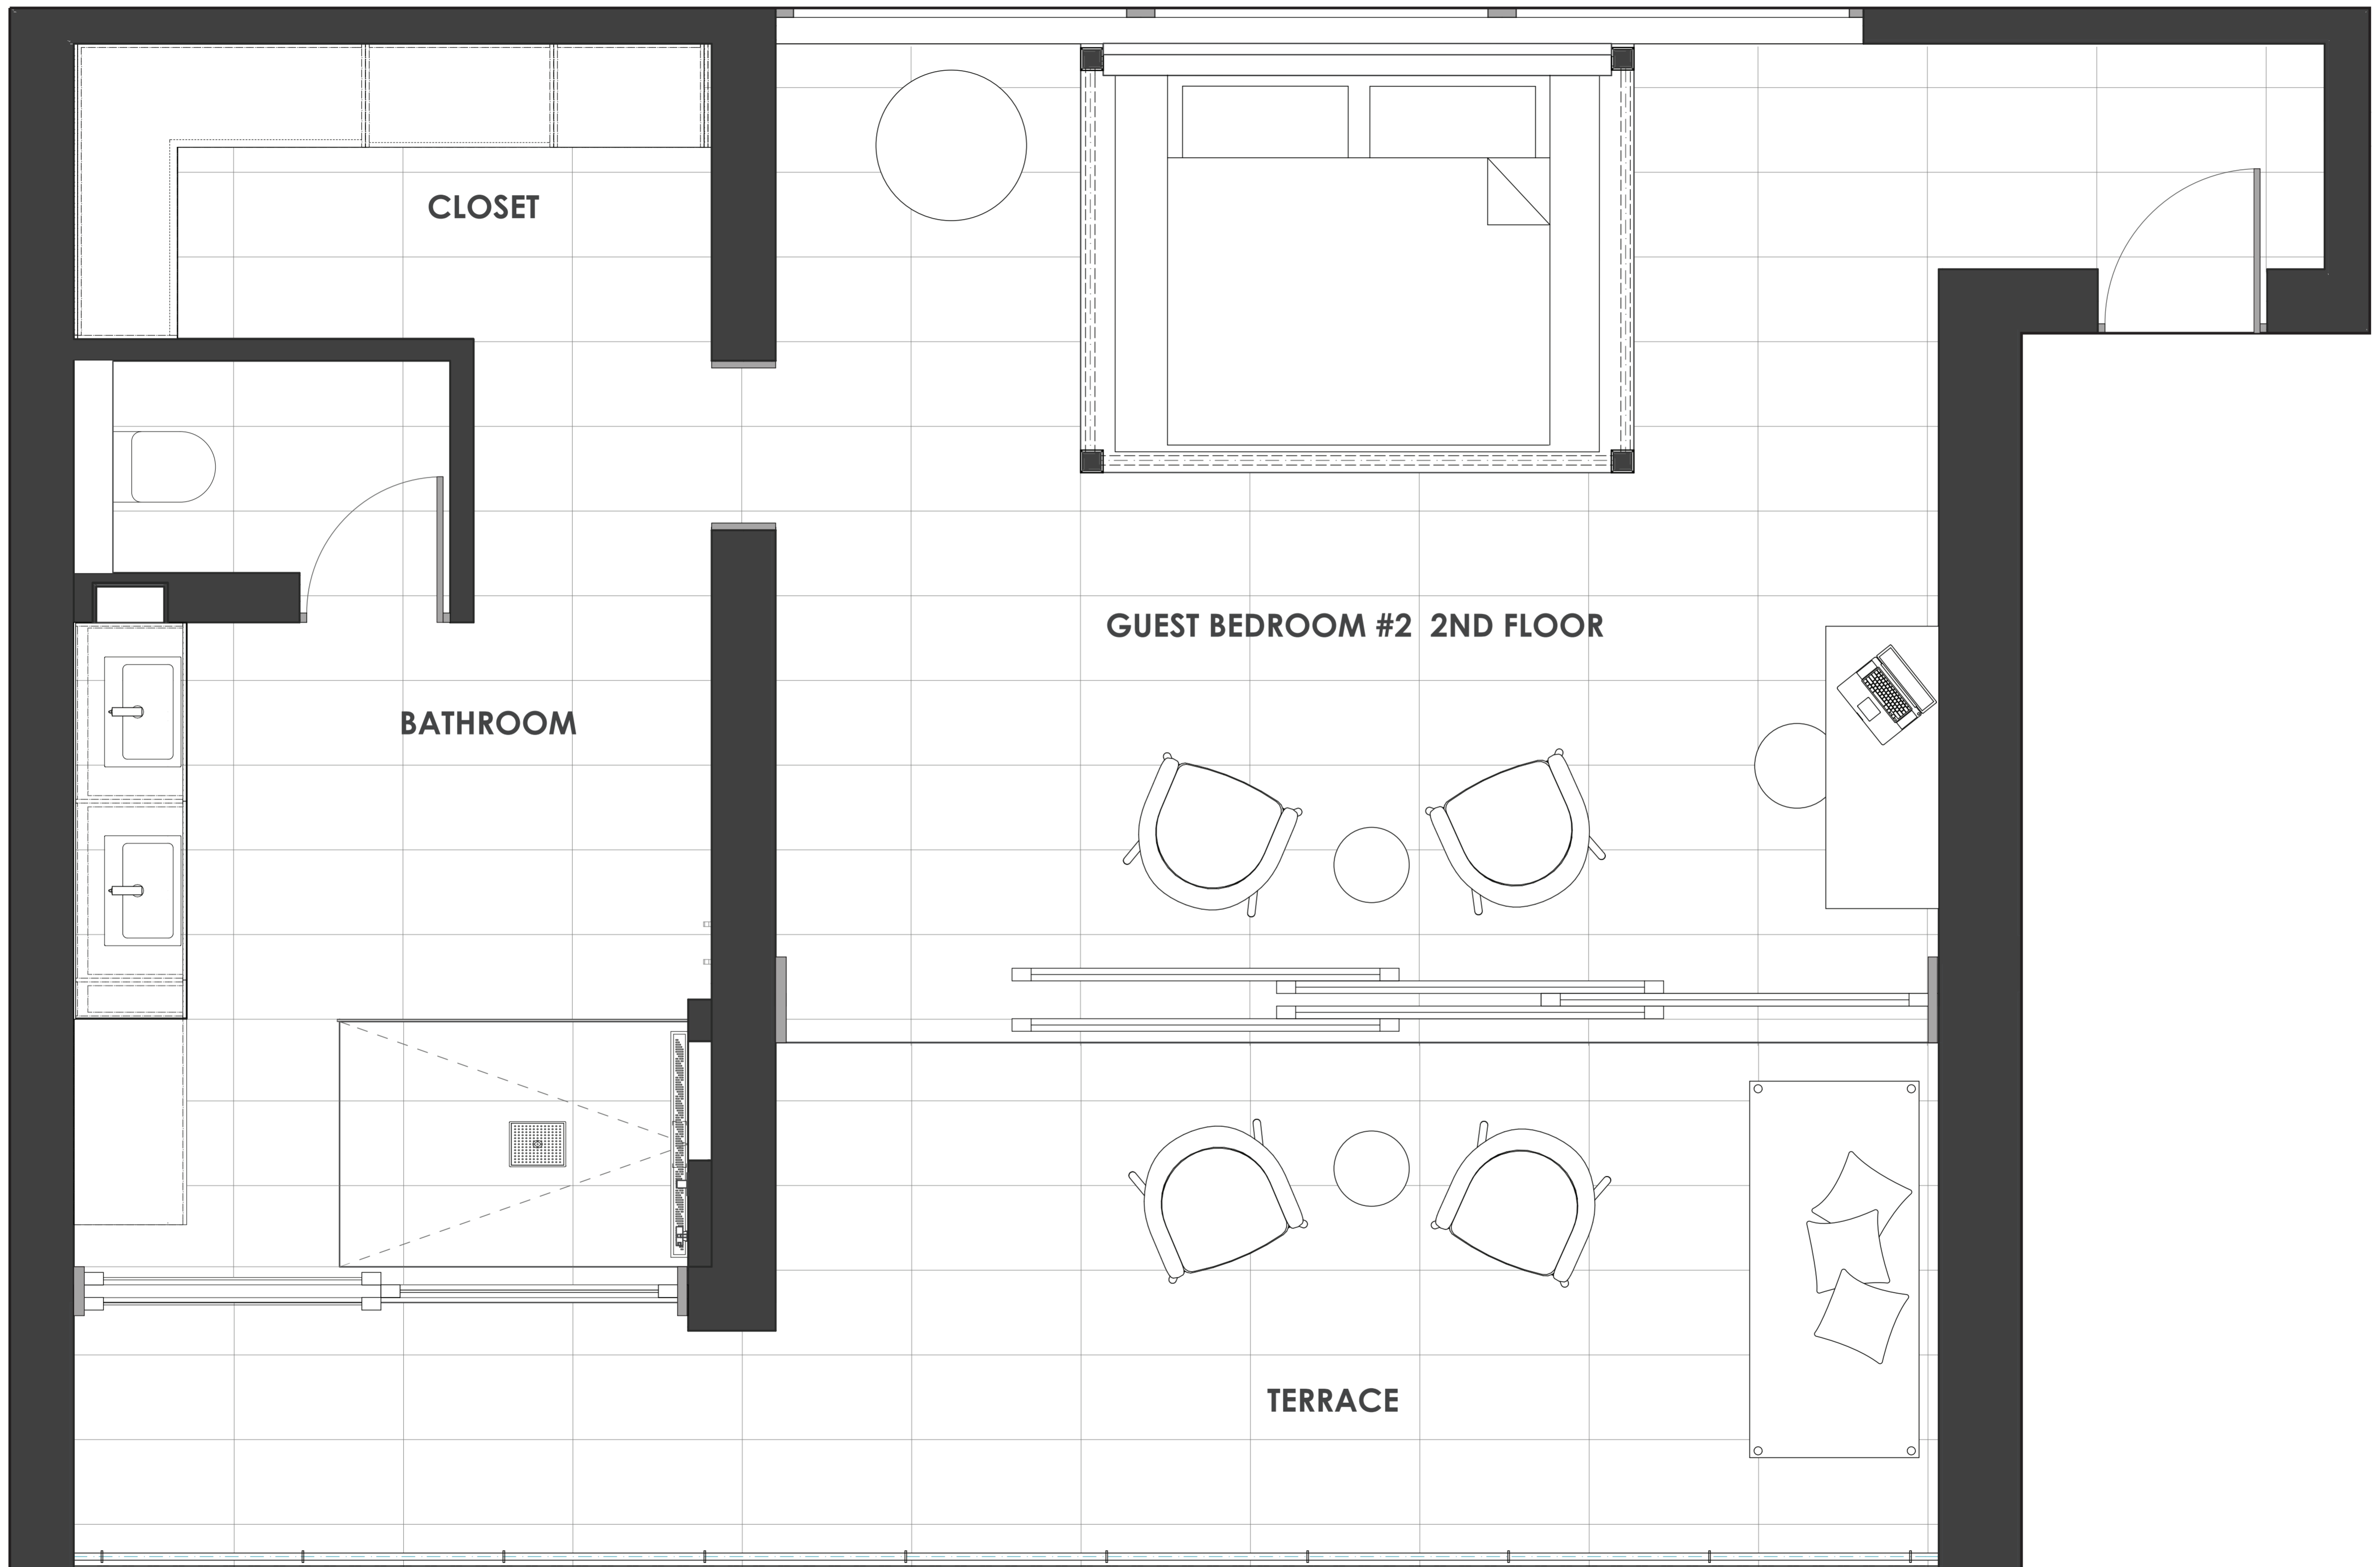 CLOSET
GUEST BEDROOM #2 2ND FLOOR
BATHROOM
TERRACE